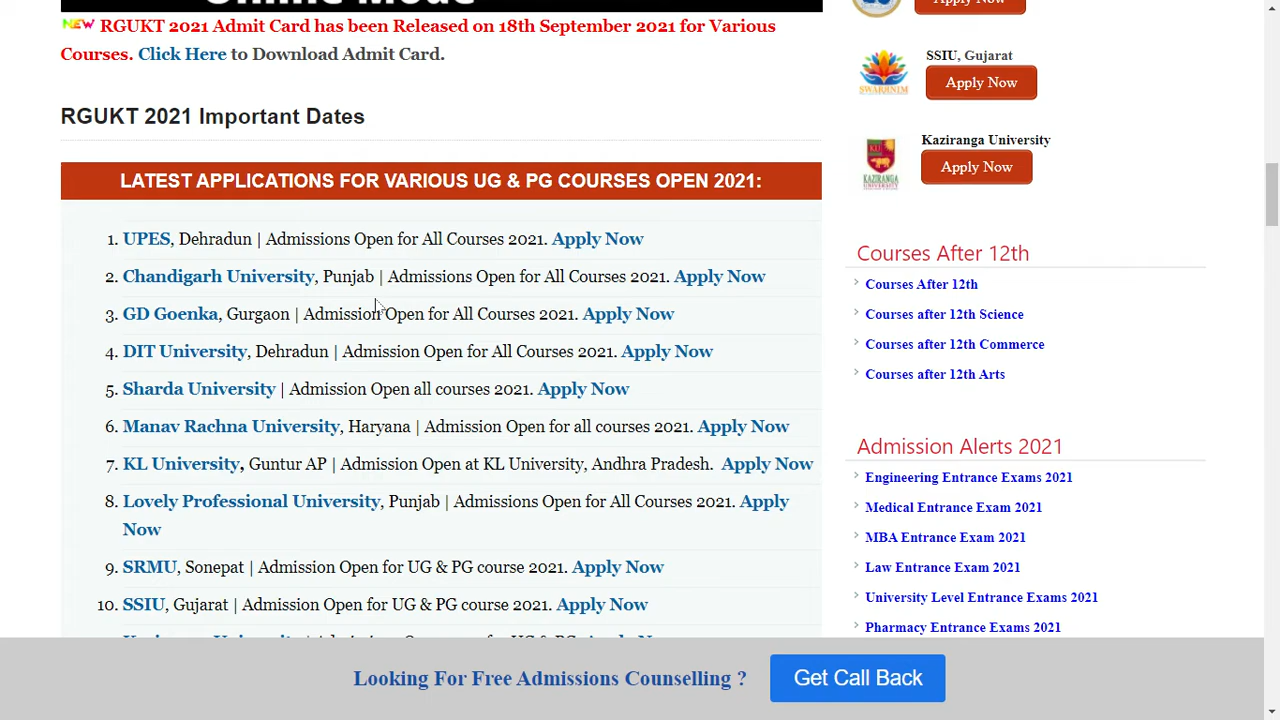 NEW RGUKT 2021 Admit Card has been Released on 18th September 2021 for Various
Courses. Click Here to Download Admit Card.
RGUKT 2021 Important Dates
LATEST APPLICATIONS FOR VARIOUS UG & PG COURSES OPEN 2021:
1. UPES, Dehradun | Admissions Open for All Courses 2021. Apply Now
2. Chandigarh University, Punjab | Admissions Open for All Courses 2021. Apply Now
3. GD Goenka, Gurgaon | Admission Open for All Courses 2021. Apply Now
4. DIT University, Dehradun | Admission Open for All Courses 2021. Apply Now
5. Sharda University | Admission Open all courses 2021. Apply Now
6. Manav Rachna University, Haryana | Admission Open for all courses 2021. Apply Now
7. KL University, Guntur AP | Admission Open at KL University, Andhra Pradesh. Apply Now
8. Lovely Professional University, Punjab | Admissions Open for All Courses 2021. Apply
Now
9. SRMU, Sonepat | Admission Open for UG & PG course 2021. Apply Now
10. SSIU, Gujarat | Admission Open for UG & PG course 2021. Apply Now
Apply Now
SSIU, Gujarat
SWARRNIM
Apply Now
Kaziranga University
KAZIRANGA
Apply Now
Courses After 12th
Courses After 12th
Courses after 12th Science
Courses after 12th Commerce
Courses after 12th Arts
Admission Alerts 2021
Engineering Entrance Exams 2021
Medical Entrance Exam 2021
MBA Entrance Exam 2021
Law Entrance Exam 2021
University Level Entrance Exams 2021
Pharmacy Entrance Exams 2021
Looking For Free Admissions Counselling ?
Get Call Back